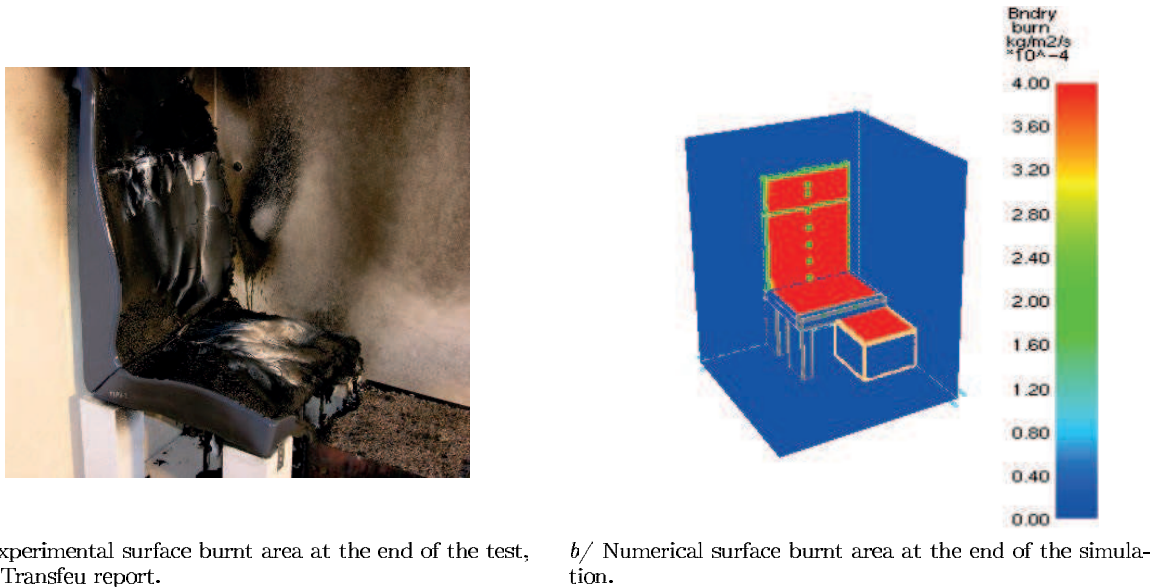 Bndry
burn
kg/m2/s
*10^-4
4.00
3.60
3.20
2.80
2.40
2.00
1.60
1.20
0.80
0.40
0.00
xperimental surface burnt area at the end of the test,
Transfeu report.
b/ Numerical surface burnt area at the end of the simula-
tion.